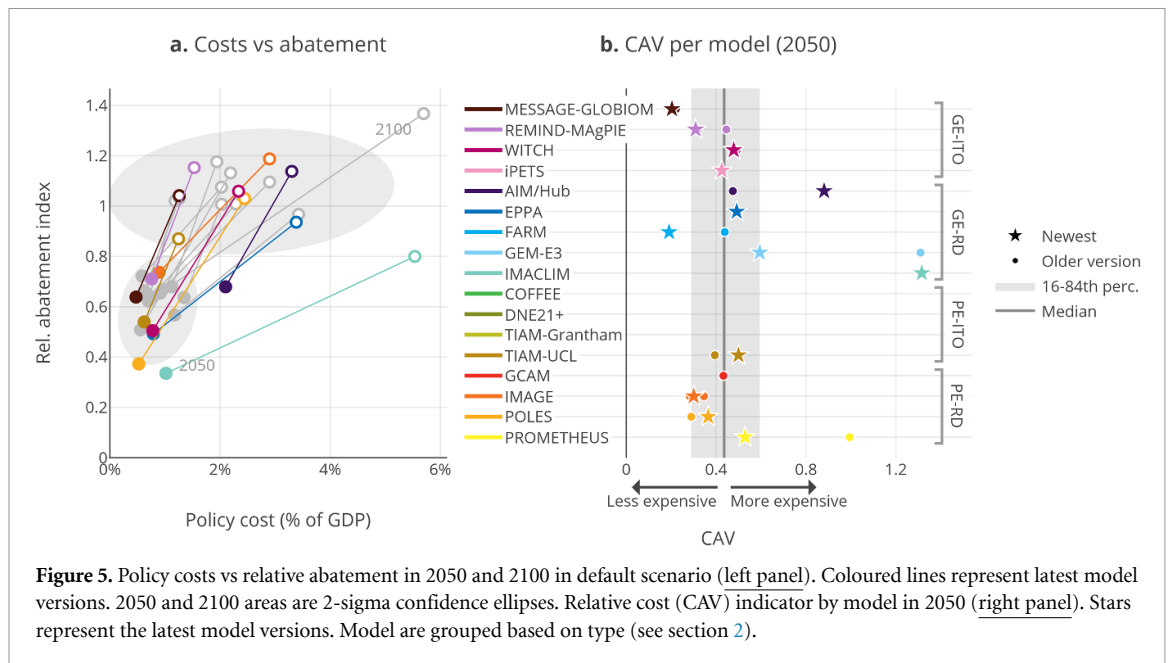 a. Costs vs abatement
b. CAV per model (2050)
Rel. abatement index
1.4
1.2
1
0.8
0.6
0.4
0.2
0
2100
2050
0%
2%
4%
6%
Policy cost (% of GDP)
MESSAGE-GLOBIOM
REMIND-MAgPIE
WITCH
iPETS
AIM/Hub
EPPA
FARM
GEM-E3
IMACLIM
COFFEE
DNE21+
TIAM-Grantham
TIAM-UCL
GCAM
IMAGE
POLES
PROMETHEUS
GE-ITO
GE-RD
PE-ITO
PE-RD
0
0.4
0.8
1.2
Less expensive
More expensive
CAV
Newest
Older version
16-84th perc.
Median
Figure 5. Policy costs vs relative abatement in 2050 and 2100 in default scenario (left panel). Coloured lines represent latest model
versions. 2050 and 2100 areas are 2-sigma confidence ellipses. Relative cost (CAV) indicator by model in 2050 (right panel). Stars
represent the latest model versions. Model are grouped based on type (see section 2).